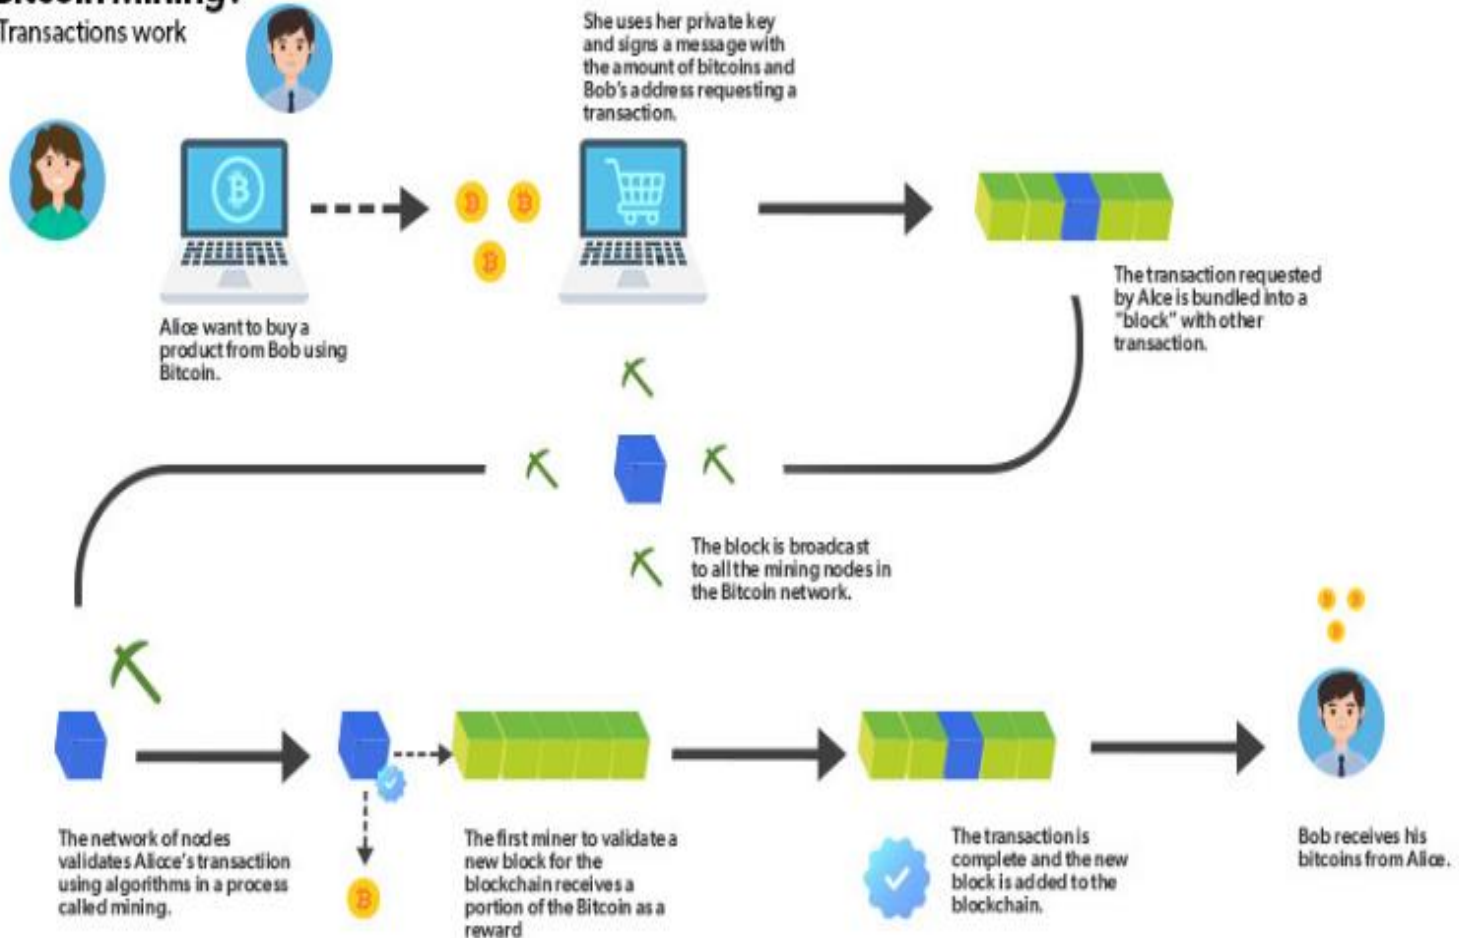 Bitcoin Mining?
Transactions work
She uses her private key
and signs a message with
the amount of bitcoins and
Bob's address requesting a
transaction.
Alice want to buy a
product from Bob using
Bitcoin.
The transaction requested
by Alce is bundled into a
"block" with other
transaction.
The block is broadcast
to all the mining nodes in
the Bitcoin network.
The network of nodes
validates Alicce's transactiion
using algorithms in a process
called mining.
The first miner to validate a
new block for the
blockchain receives a
portion of the Bitcoin as a
reward
The transaction is
complete and the new
block is added to the
blockchain.
Bob receives his
bitcoins from Alice.